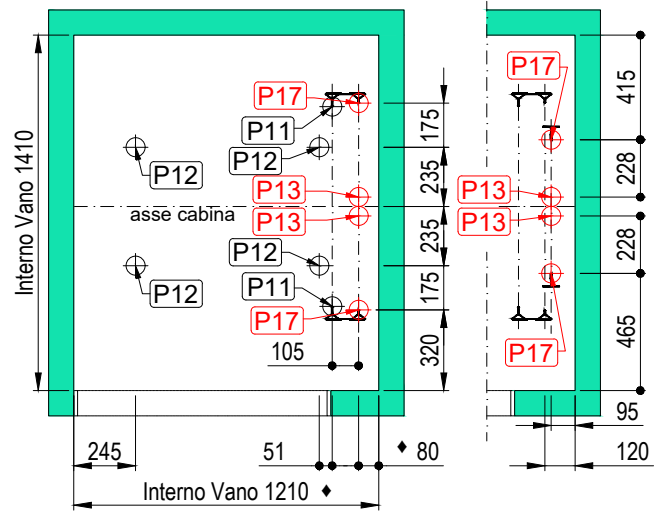 P17
P17
P11
P12
P12
P13
P13
P13
P13
asse cabina
P12
P12
P11
P17
P17
Interno Vano 1410
175
235
235
175
320
415
228
228
465
105
95
245
51
♦ 80
120
Interno Vano 1210 ♦